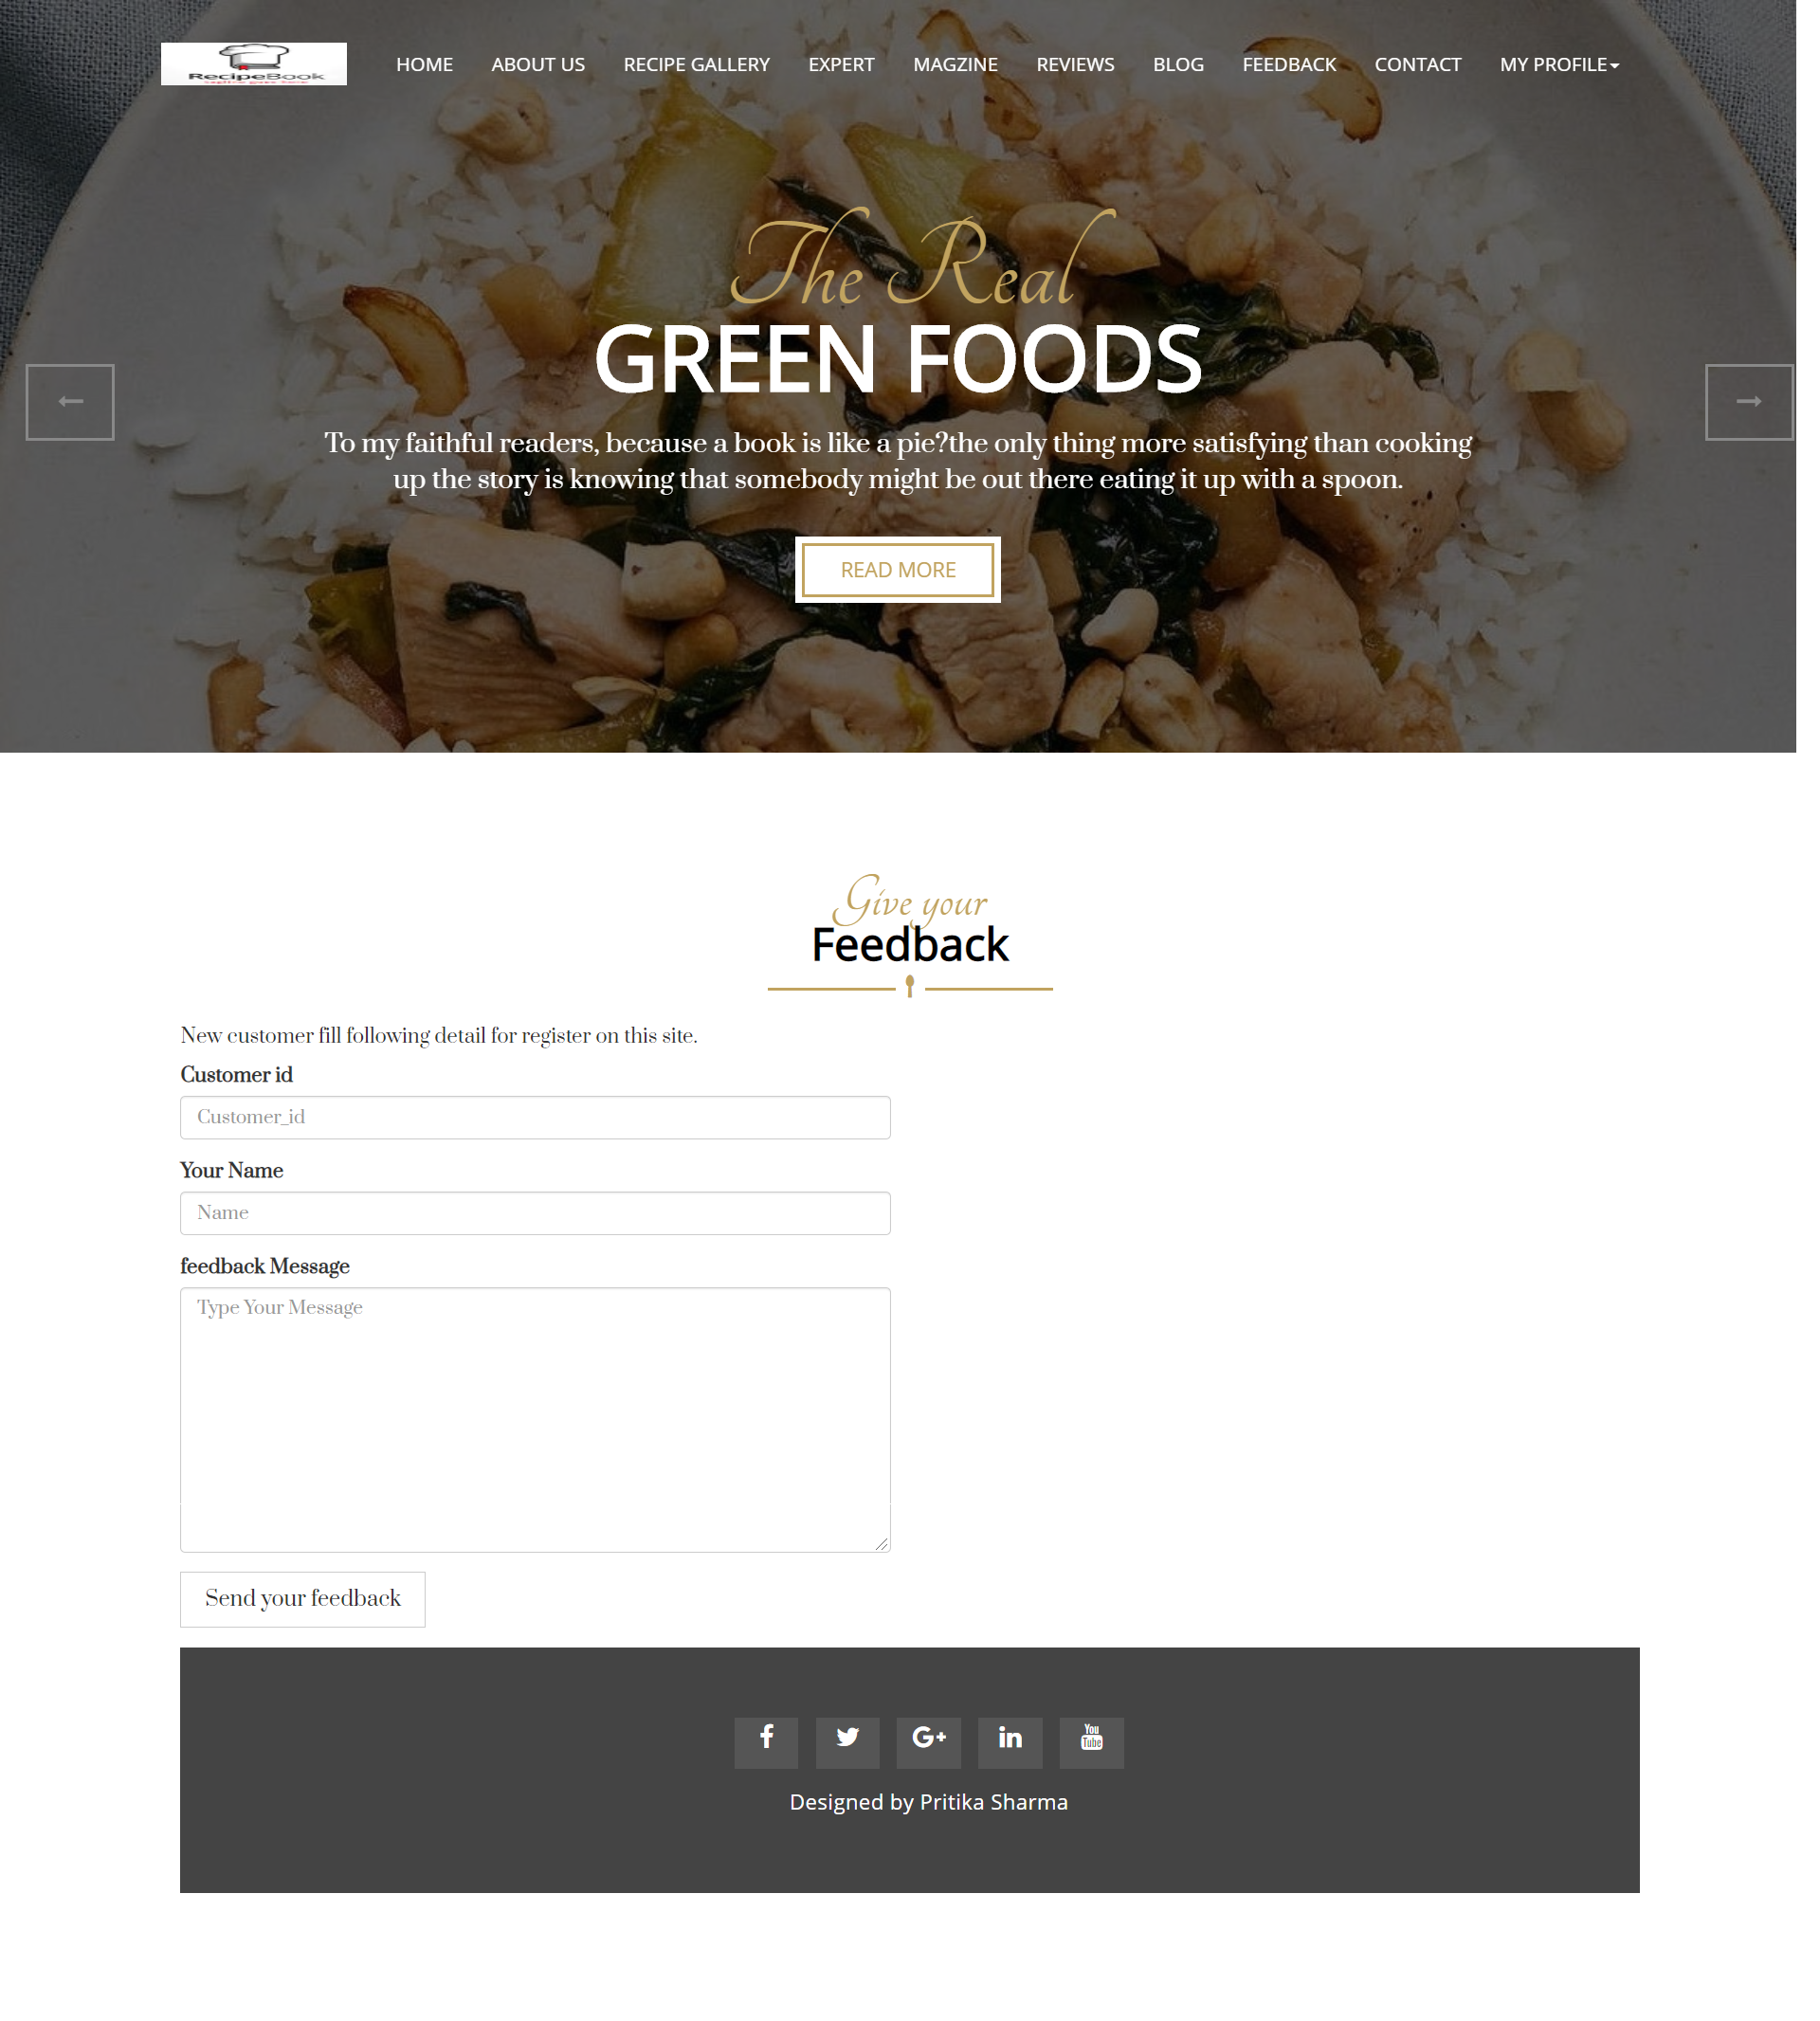 RecipeBook
HOME ABOUT US RECIPE GALLERY EXPERT MAGZINE REVIEWS BLOG FEEDBACK CONTACT MY PROFILE
The Real
GREEN FOODS
To my faithful readers, because a book is like a pie?the only thing more satisfying than cooking
up the story is knowing that somebody might be out there eating it up with a spoon.
READ MORE
Give your
Feedback
New customer fill following detail for register on this site.
Customer id
Customer_id
Your Name
Name
feedback Message
Type Your Message
Send your feedback
You
Tube
Designed by Pritika Sharma